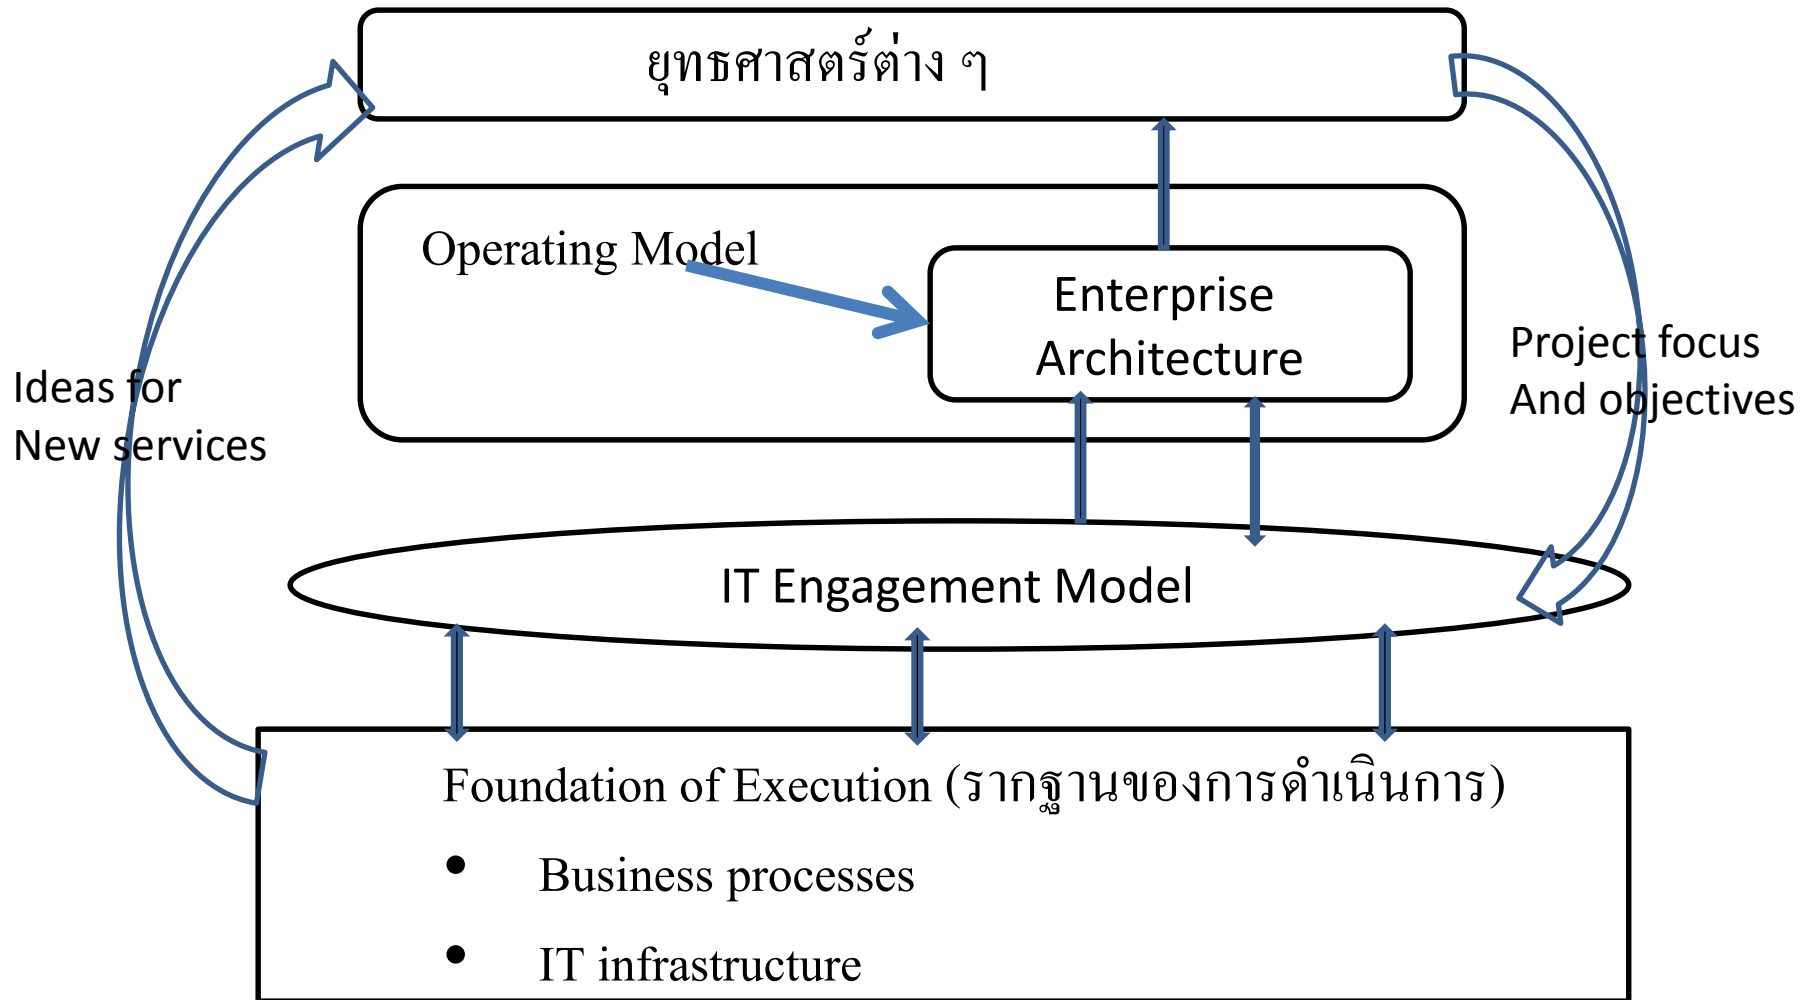 ยุทธศาสตร์ต่าง ๆ
Operating Model
Enterprise
Architecture
Project focus
And objectives
Ideas for
New services
IT Engagement Model
Foundation of Execution (รากฐานของการดำเนินการ)
• Business processes
• IT infrastructure